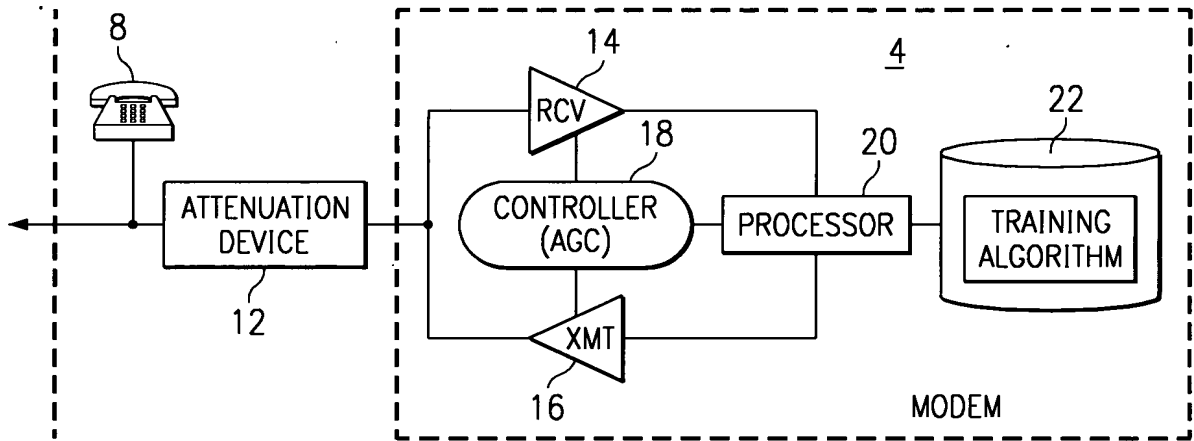 8
14
4
RCV
18
22
20
ATTENUATION
DEVICE
CONTROLLER
(AGC)
PROCESSOR
TRAINING
ALGORITHM
12
XMT
16
MODEM